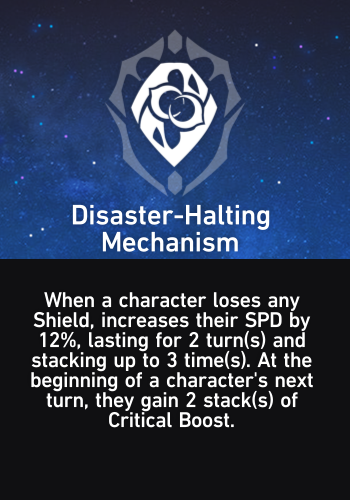 Disaster-Halting
Mechanism
When a character loses any
Shield, increases their SPD by
12%, lasting for 2 turn(s) and
stacking up to 3 time(s). At the
beginning of a character's next
turn, they gain 2 stack(s) of
Critical Boost.